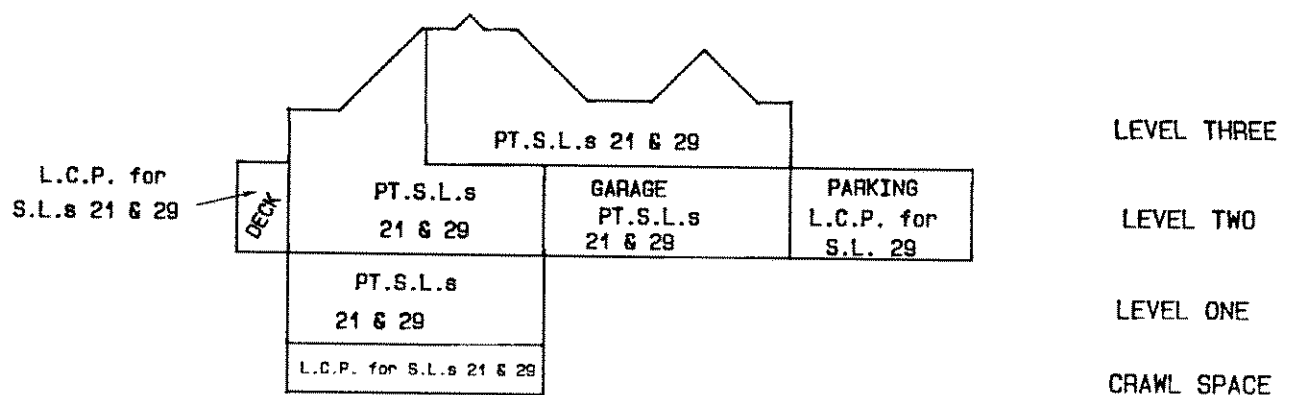 PT.S.L.s 21 & 29
LEVEL THREE
L.C.P. for
S.L.s 21 & 29
DECK
PT.S.L.s
21 & 29
GARAGE
PT.S.L.s
21 & 29
PARKING
L.C.P. for
S.L. 29
LEVEL TWO
PT.S.L.s
21 & 29
LEVEL ONE
L.C.P. for S.L.s 21 & 29
CRAWL SPACE